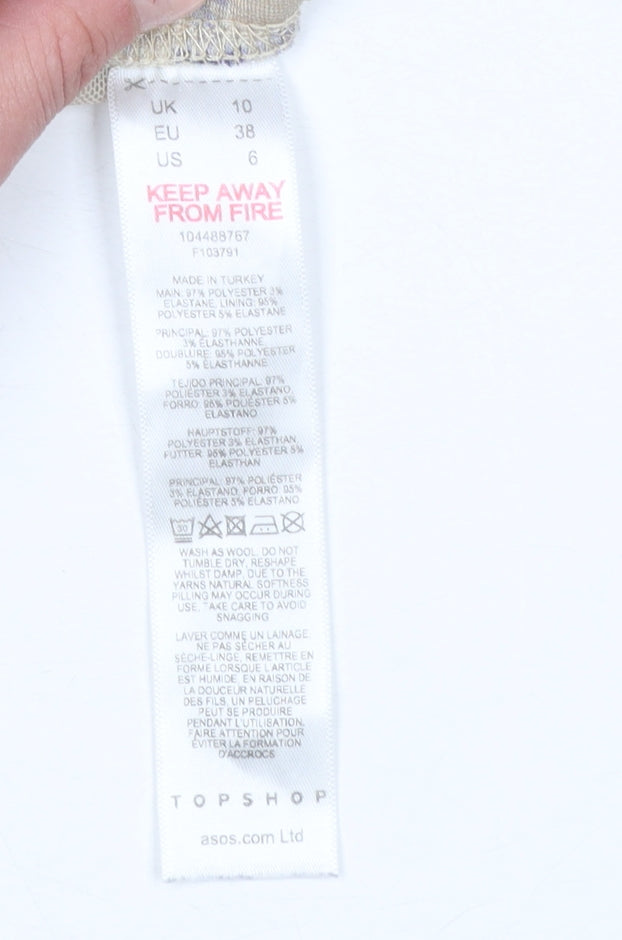 UK 10
EU 38
US 6
KEEP AWAY
FROM FIRE
104488767
F103791
MADE IN TURKEY
MAIN: 97% POLYESTER 3%
ELASTANE, LINING: 95%
POLYESTER 5% ELASTANE
PRINCIPAL: 97% POLYESTER
3% ÉLASTHANNE,
DOUBLURE: 95% POLYESTER
5% ÉLASTHANNE
TEJIDO PRINCIPAL: 97%
POLIÉSTER 3% ELASTANO,
FORRO: 95% POLIÉSTER 5%
ELASTANO
HAUPTSTOFF: 97%
POLYESTER 3% ELASTHAN,
FUTTER: 95% POLYESTER 5%
ELASTHAN
PRINCIPAL: 97% POLIÉSTER
3% ELASTANO, FORRO: 95%
POLIÉSTER 5% ELASTANO
30
WASH AS WOOL, DO NOT
TUMBLE DRY, RESHAPE
WHILST DAMP, DUE TO THE
YARNS NATURAL SOFTNESS
PILLING MAY OCCUR DURING
USE, TAKE CARE TO AVOID
SNAGGING
LAVER COMME UN LAINAGE,
NE PAS SÉCHER AU
SÈCHE-LINGE, REMETTRE EN
FORME LORSQUE L'ARTICLE
EST HUMIDE, EN RAISON DE
LA DOUCEUR NATURELLE
DES FILS, UN PELUCHAGE
PEUT SE PRODUIRE
PENDANT L'UTILISATION,
FAIRE ATTENTION POUR
ÉVITER LA FORMATION
D'ACCROCS
TOPSHOP
asos.com Ltd